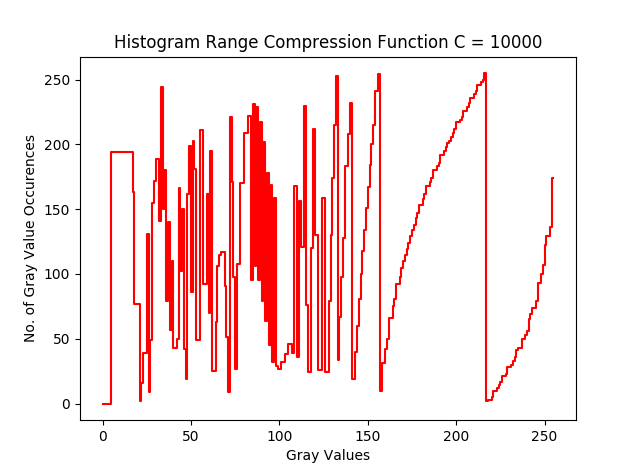 Histogram Range Compression Function C = 10000
No. of Gray Value Occurences
250
200
150
100
50
0
0 50 100 150 200 250
Gray Values